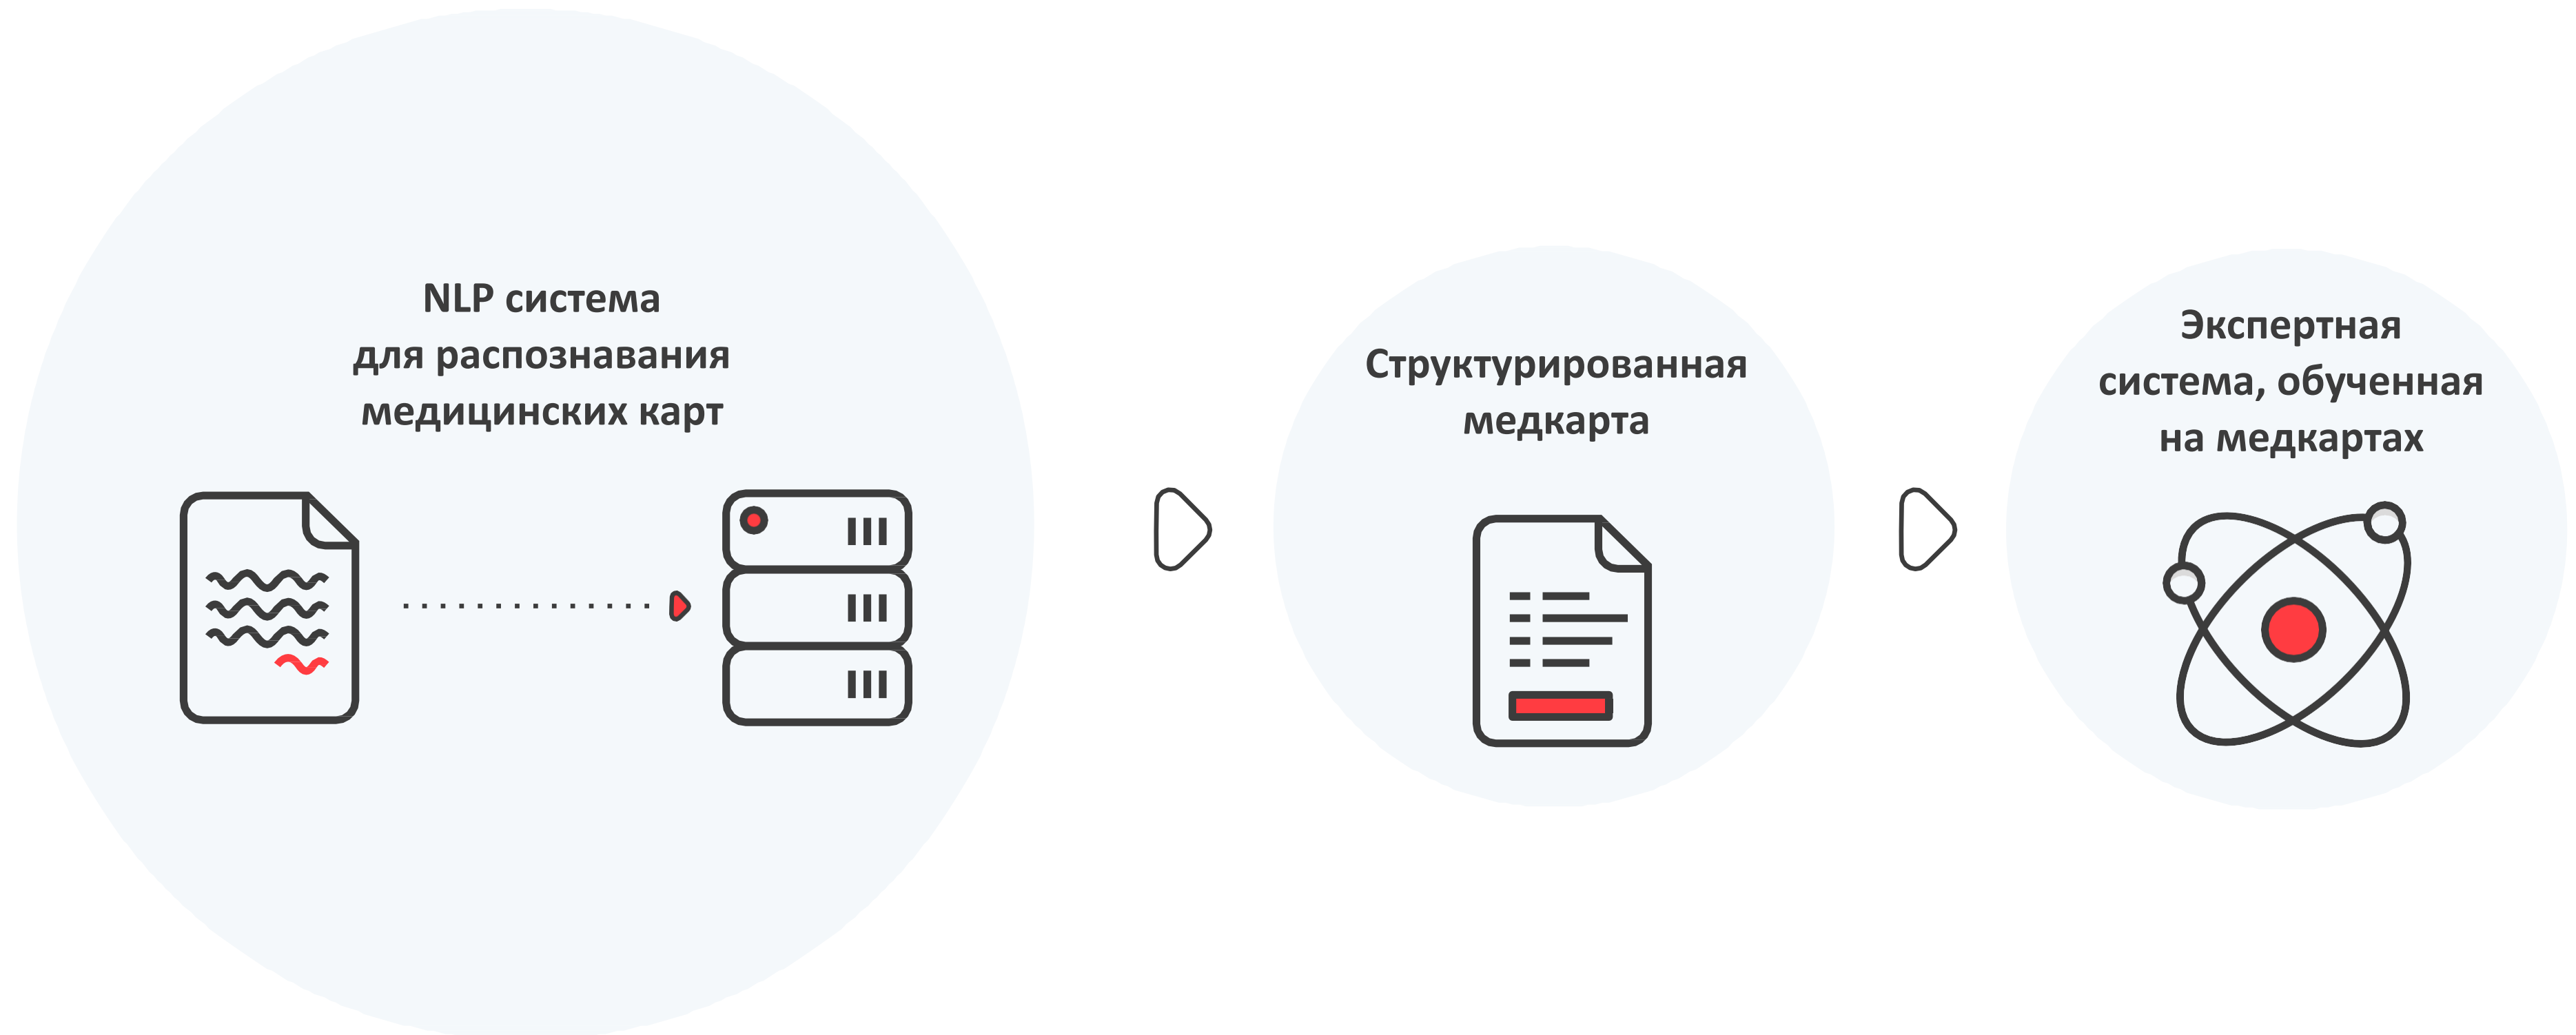 NLP система
для распознавания
медицинских карт
Структурированная
медкарта
Экспертная
система, обученная
на медкартах